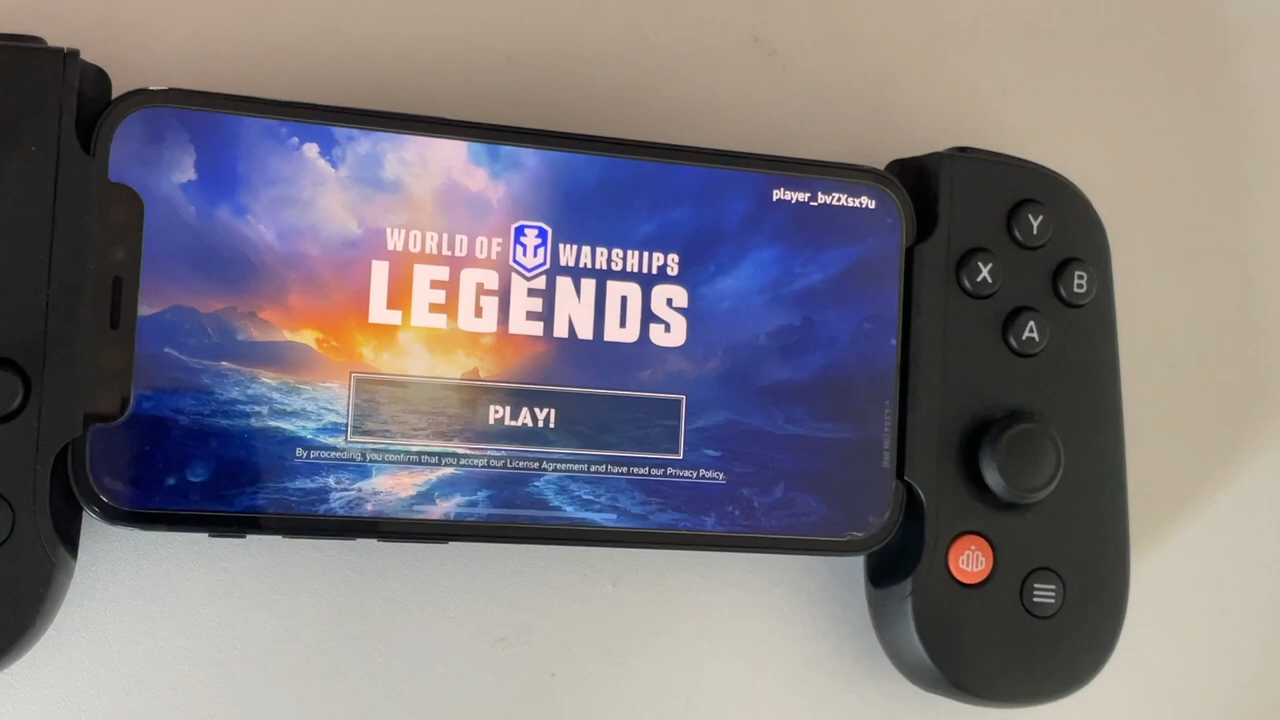 player_bvZXsx9u
WORLD OF WARSHIPS
LEGENDS
PLAY!
By proceeding, you confirm that you accept our License Agreement and have read our Privacy Policy.
Y
X
B
A